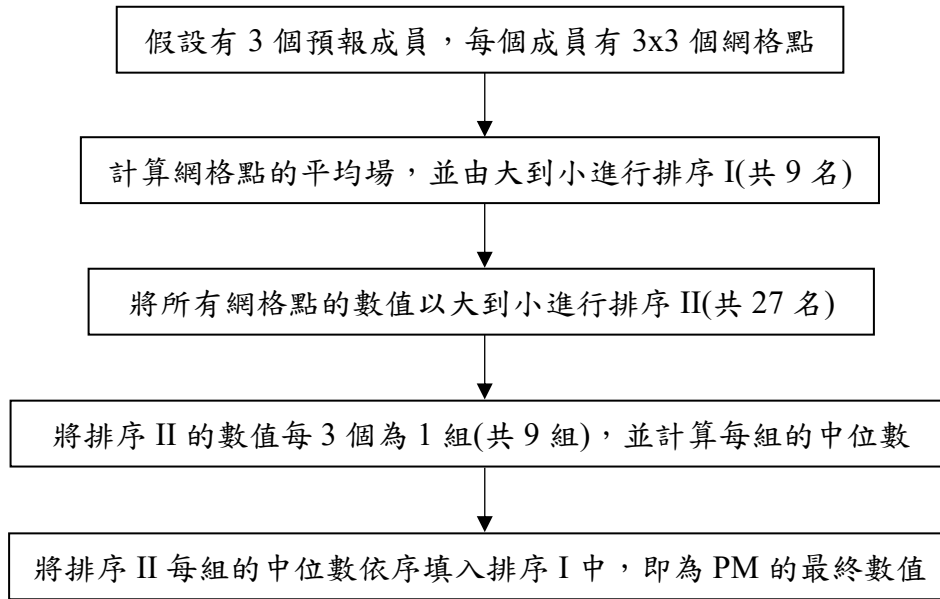 假設有 3 個預報成員，每個成員有 3x3 個網格點
計算網格點的平均場，並由大到小進行排序 I(共 9 名)
將所有網格點的數值以大到小進行排序 II(共 27 名)
將排序 II 的數值每 3 個為 1 組(共 9 組)，並計算每組的中位數
將排序 II 每組的中位數依序填入排序 I 中，即為 PM 的最終數值